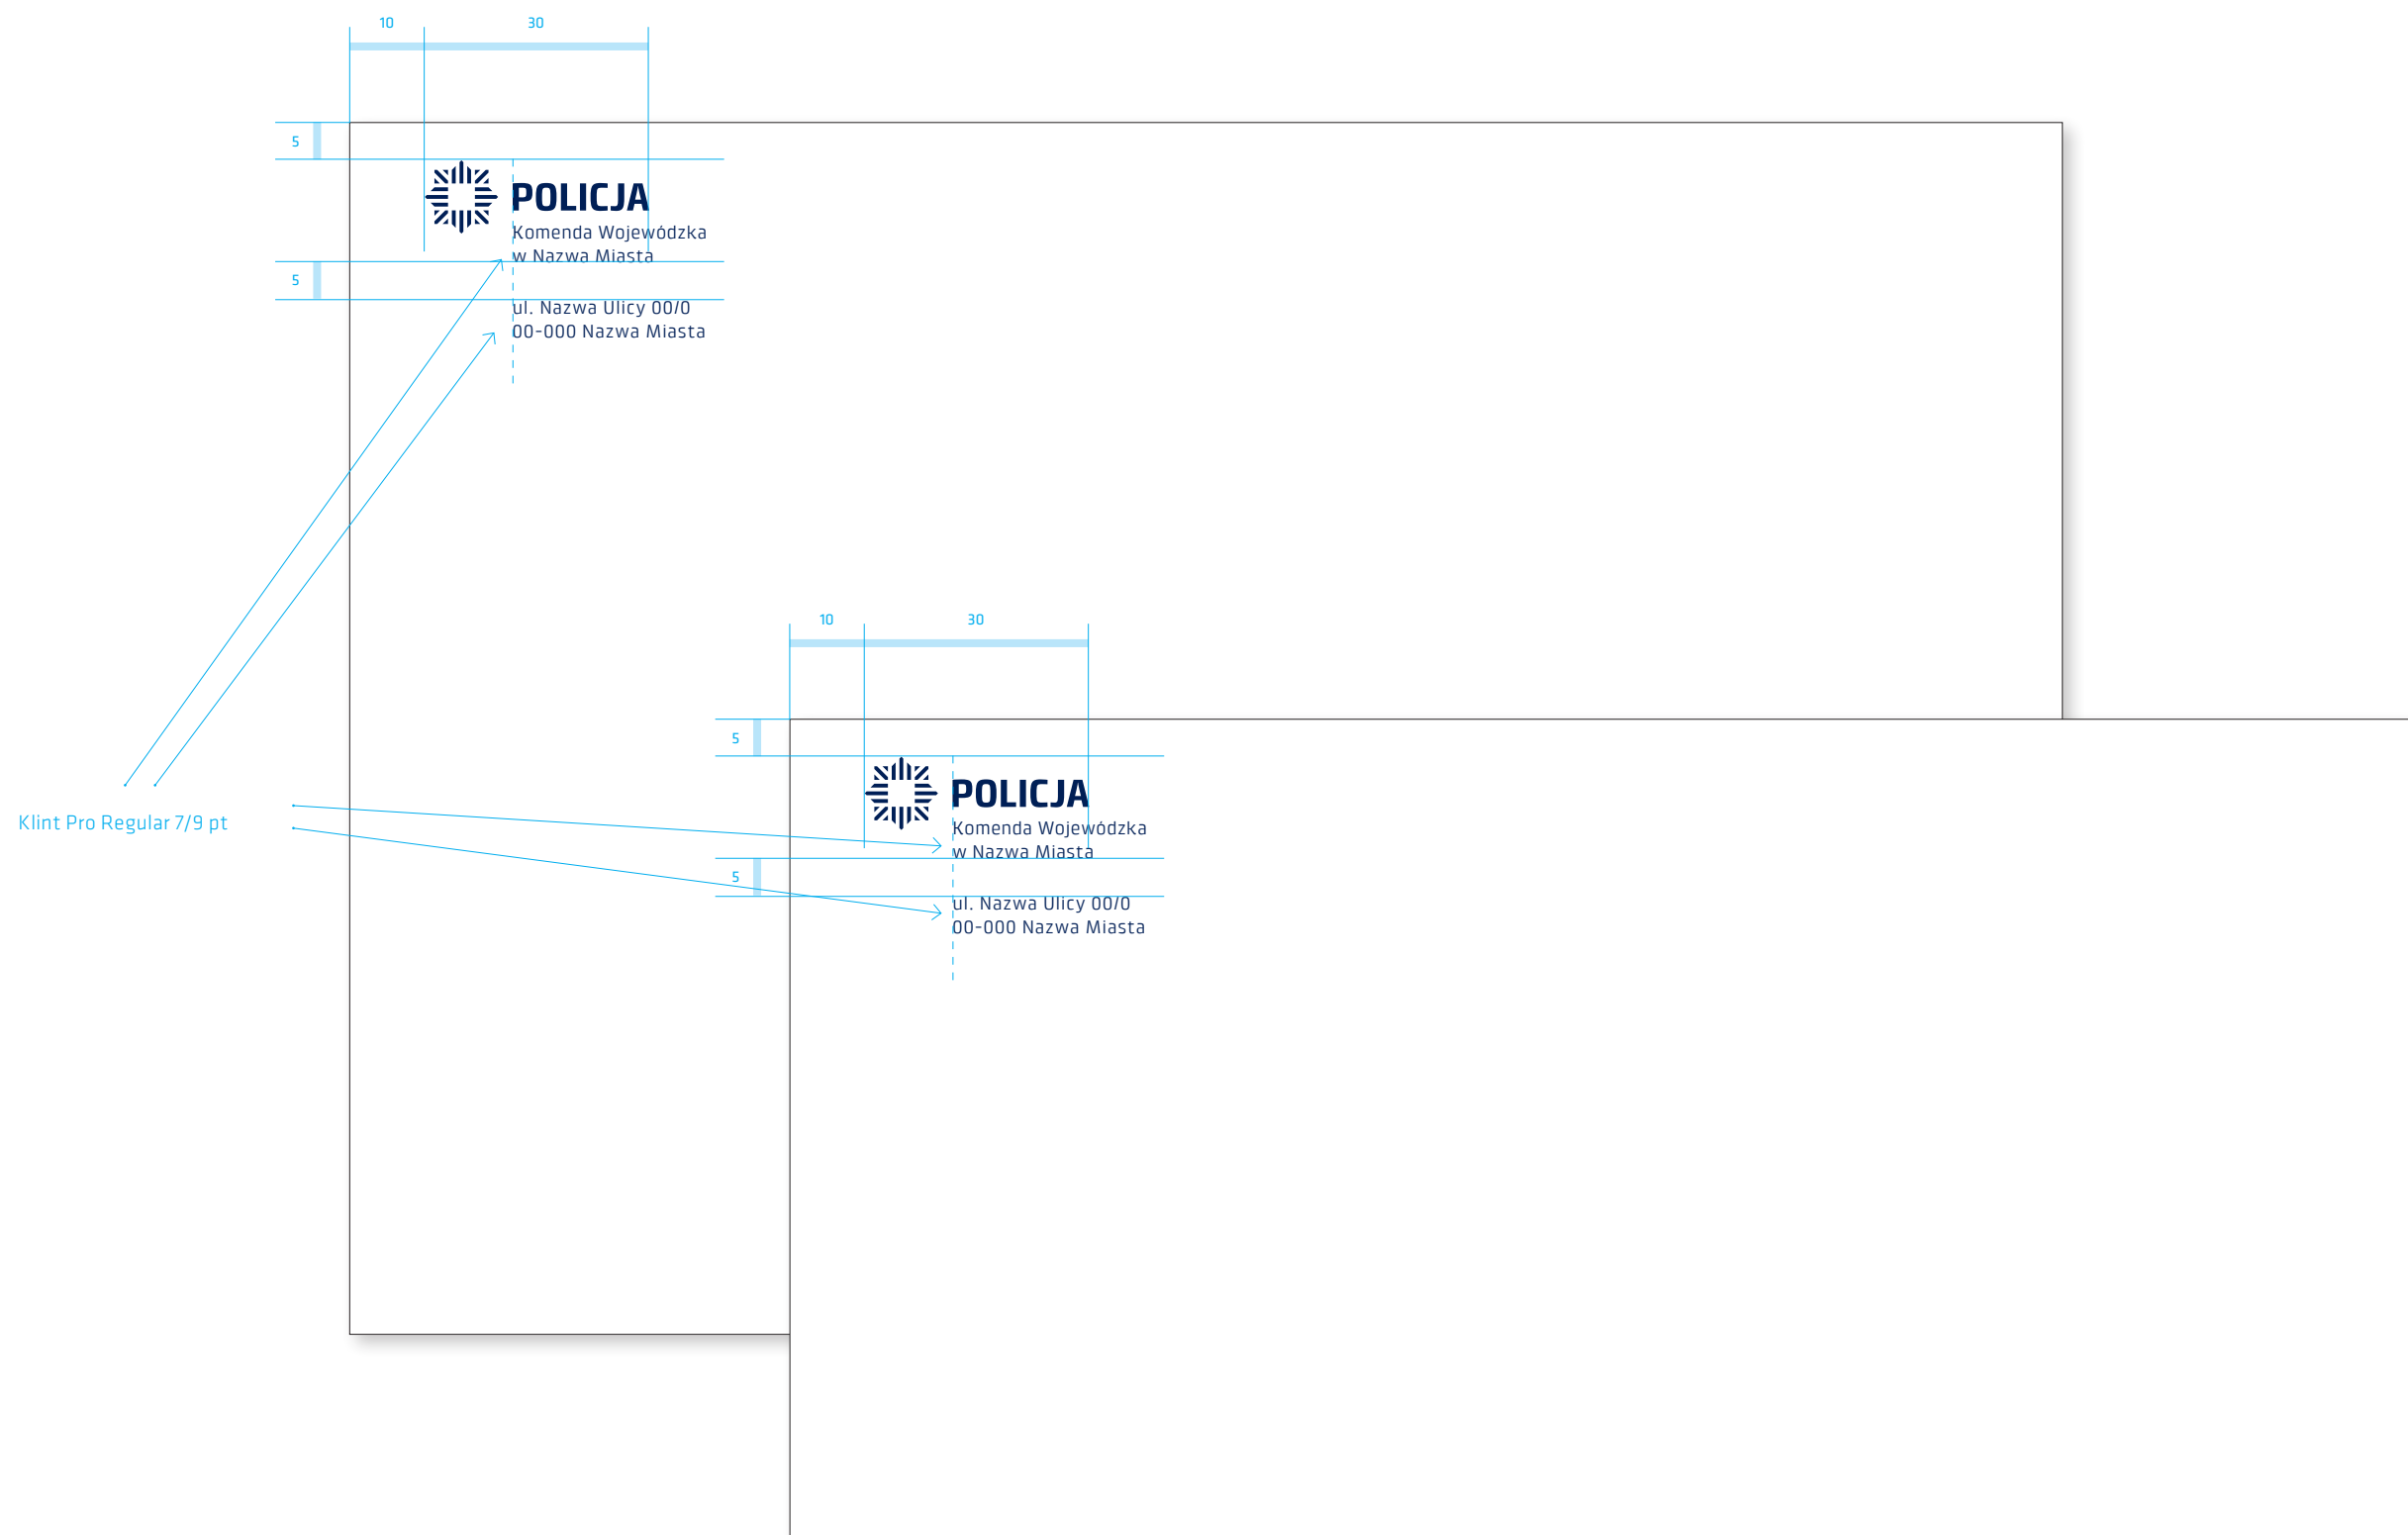 10
30
5
POLICJA
Komenda Wojewódzka
w Nazwa Miasta
5
ul. Nazwa Ulicy 00/0
00-000 Nazwa Miasta
10
30
5
POLICJA
Klint Pro Regular 7/9 pt
Komenda Wojewódzka
w Nazwa Miasta
5
ul. Nazwa Ulicy 00/0
00-000 Nazwa Miasta